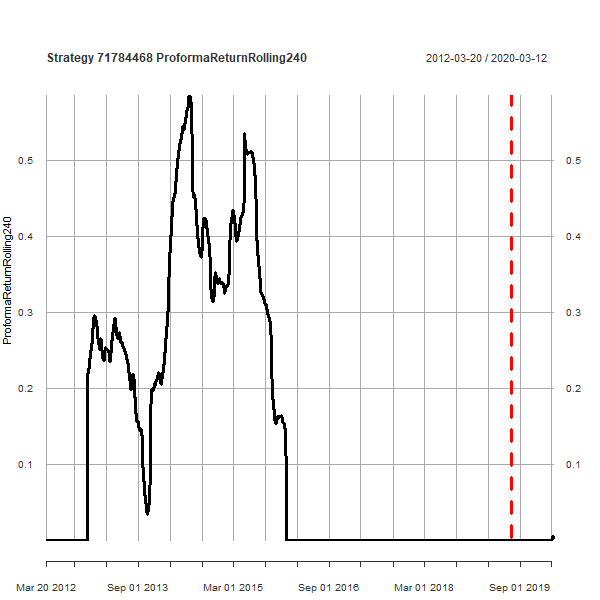 Strategy 71784468 ProformaReturnRolling240
2012-03-20 / 2020-03-12
ProformaReturnRolling240
0.5
0.4
0.3
0.2
0.1
0.5
0.4
0.3
0.2
0.1
Mar 20 2012
Sep 01 2013
Mar 01 2015
Sep 01 2016
Mar 01 2018
Sep 01 2019